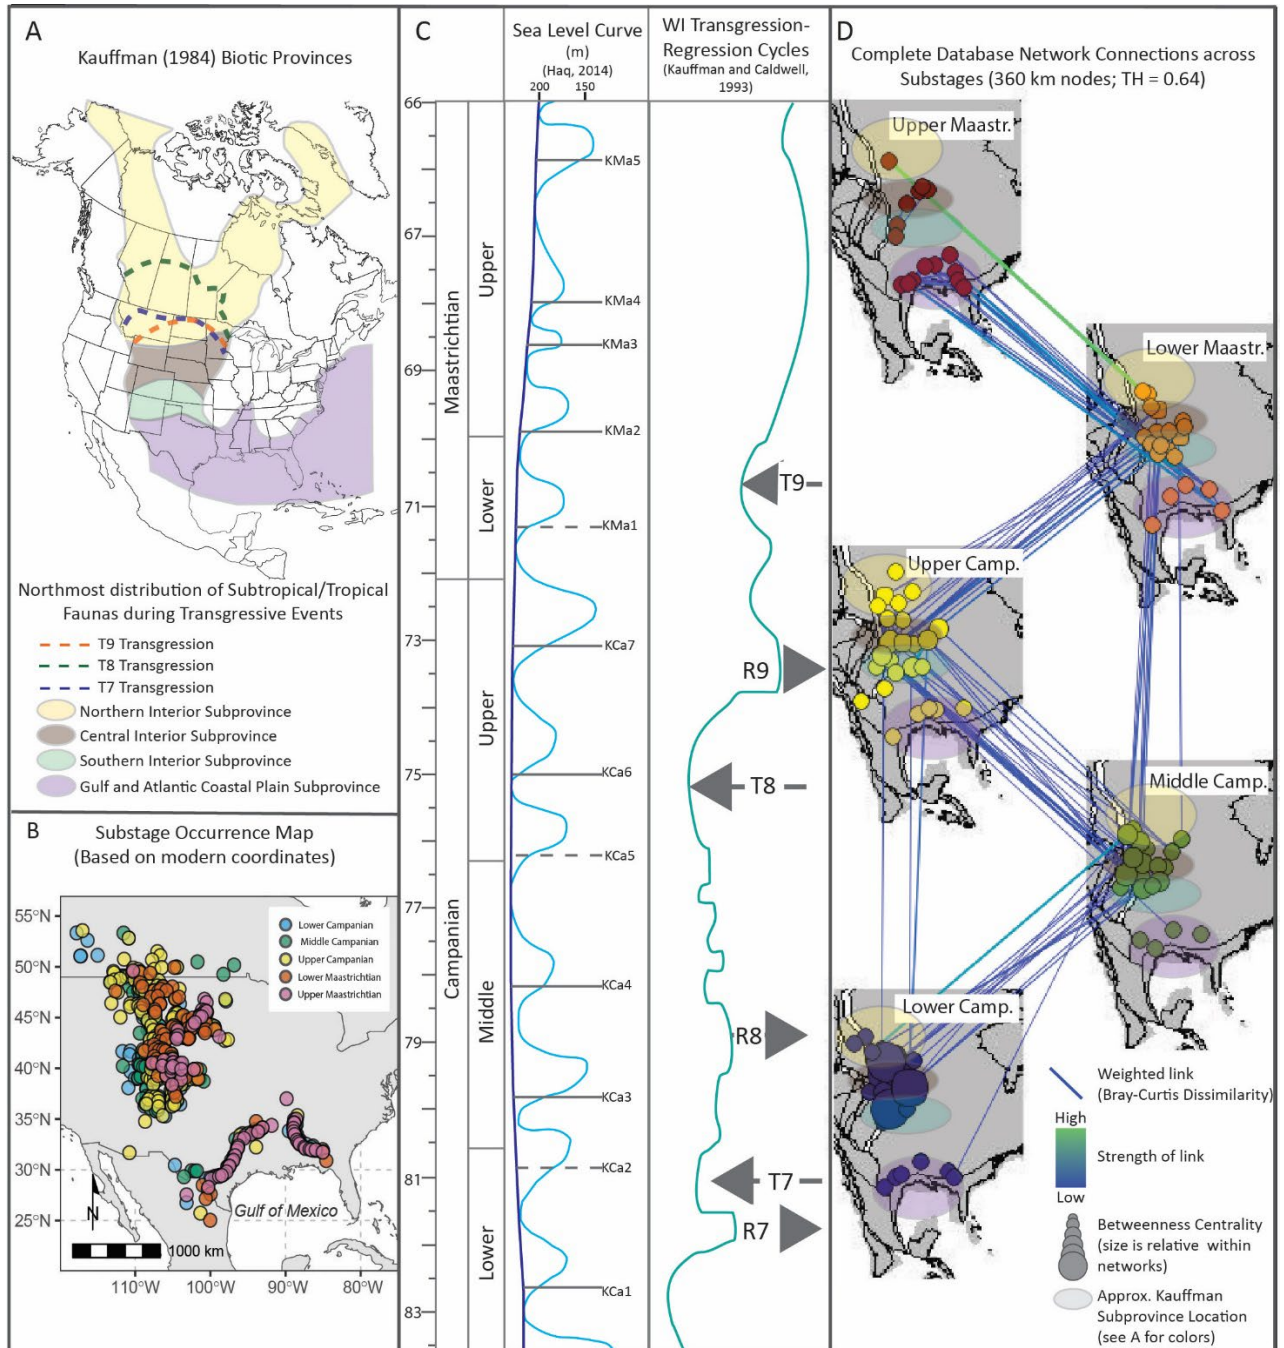 A
Kauffman (1984) Biotic Provinces
Northmost distribution of Subtropical/Tropical
Faunas during Transgressive Events
T9 Transgression
T8 Transgression
T7 Transgression
Northern Interior Subprovince
Central Interior Subprovince
Southern Interior Subprovince
Gulf and Atlantic Coastal Plain Subprovince
B
Substage Occurrence Map
(Based on modern coordinates)
Lower Campanian
Middle Campanian
Upper Campanian
Lower Maastrichtian
Upper Maastrichtian
55°N
50°N
45°N
40°N
35°N
30°N
25°N
N
Gulf of Mexico
1000 km
110°W
100°W
90°W
80°W
C
Sea Level Curve
(m)
(Haq, 2014)
200
150
WI Transgression-
Regression Cycles
(Kauffman and Caldwell,
1993)
66
67
69
71
73
75
77
79
81
83
Maastrichtian
Campanian
Upper
Lower
Upper
Middle
Lower
KMa5
KMa4
KMa3
KMa2
KMa1
KCa7
KCa6
KCa5
KCa4
KCa3
KCa2
KCa1
T9
R9
T8
R8
T7
R7
D
Complete Database Network Connections across
Substages (360 km nodes; TH = 0.64)
Upper Maastr.
Lower Maastr.
Upper Camp.
Middle Camp.
Lower Camp.
Weighted link
(Bray-Curtis Dissimilarity)
High
Strength of link
Low
Betweenness Centrality
(size is relative within
networks)
Approx. Kauffman
Subprovince Location
(see A for colors)